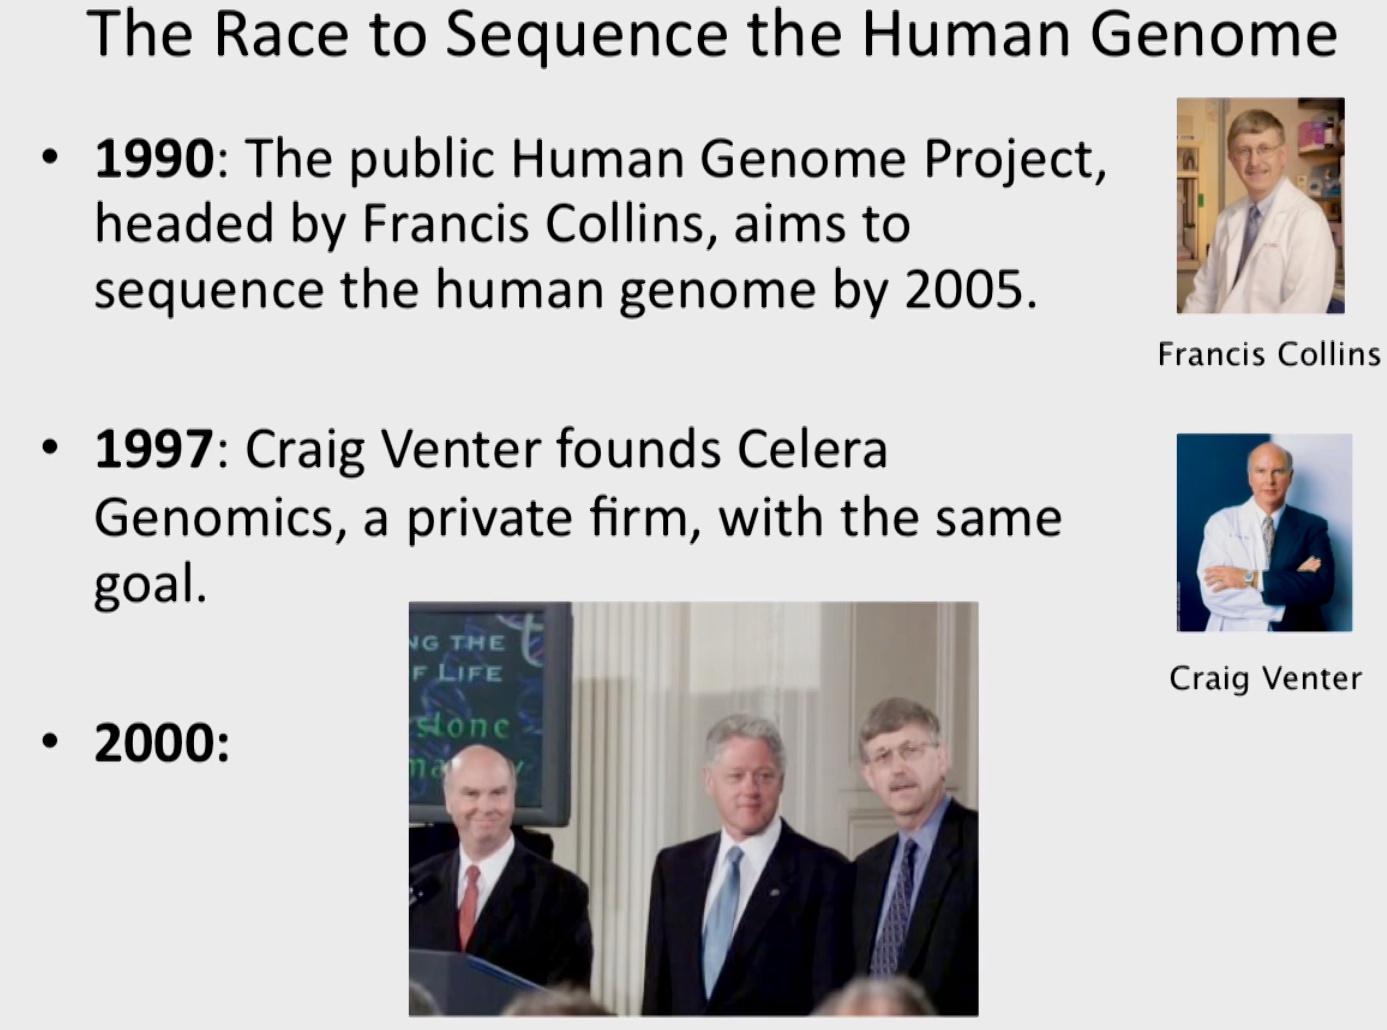 The Race to Sequence the Human Genome
• 1990: The public Human Genome Project,
headed by Francis Collins, aims to
sequence the human genome by 2005.
Francis Collins
• 1997: Craig Venter founds Celera
Genomics, a private firm, with the same
goal.
Craig Venter
• 2000:
NG THE
F LIFE
stone